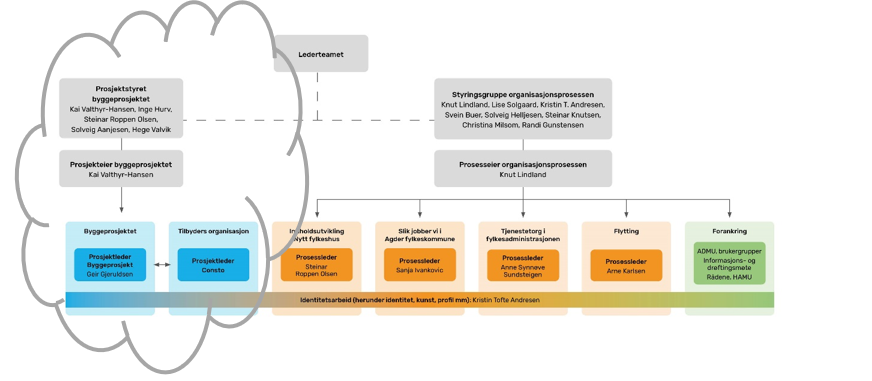 Lederteamet
Prosjektstyret
byggeprosjektet
Kai Valthyr-Hansen, Inge Hurv,
Steinar Roppen Olsen,
Solveig Aanjesen, Hege Valvik
Styringsgruppe organisasjonsprosessen
Knut Lindland, Lise Solgaard, Kristin T. Andresen,
Svein Buer, Solveig Helljesen, Steinar Knutsen,
Christina Milsom, Randi Gunstensen
Prosjekteier byggeprosjektet
Kai Valthyr-Hansen
Prosesseier organisasjonprosessen
Knut Lindland
Byggeprosjektet
Prosjektleder
Byggeprosjekt
Geir Gjeruldsen
Tilbyders organisasjon
Prosjektleder
Consto
Innholdsutvikling
Nytt fylkeshus
Prosessleder
Steinar
Roppen Olsen
Slik jobber vi i
Agder fylkeskommune
Prosessleder
Sanja Ivankovic
Tjenestetorg i
fylkesadministrasjonen
Prosessleder
Anne Synnave
Sundsteigen
Flytting
Prosessleder
Arne Karlsen
Forankring
ADMU, brukergrupper
Informasjons- og
drøftingsmøte
Rådene, HAMU
Identitetsarbeid (herunder identitet, kunst, profil mm): Kristin Tofte Andresen